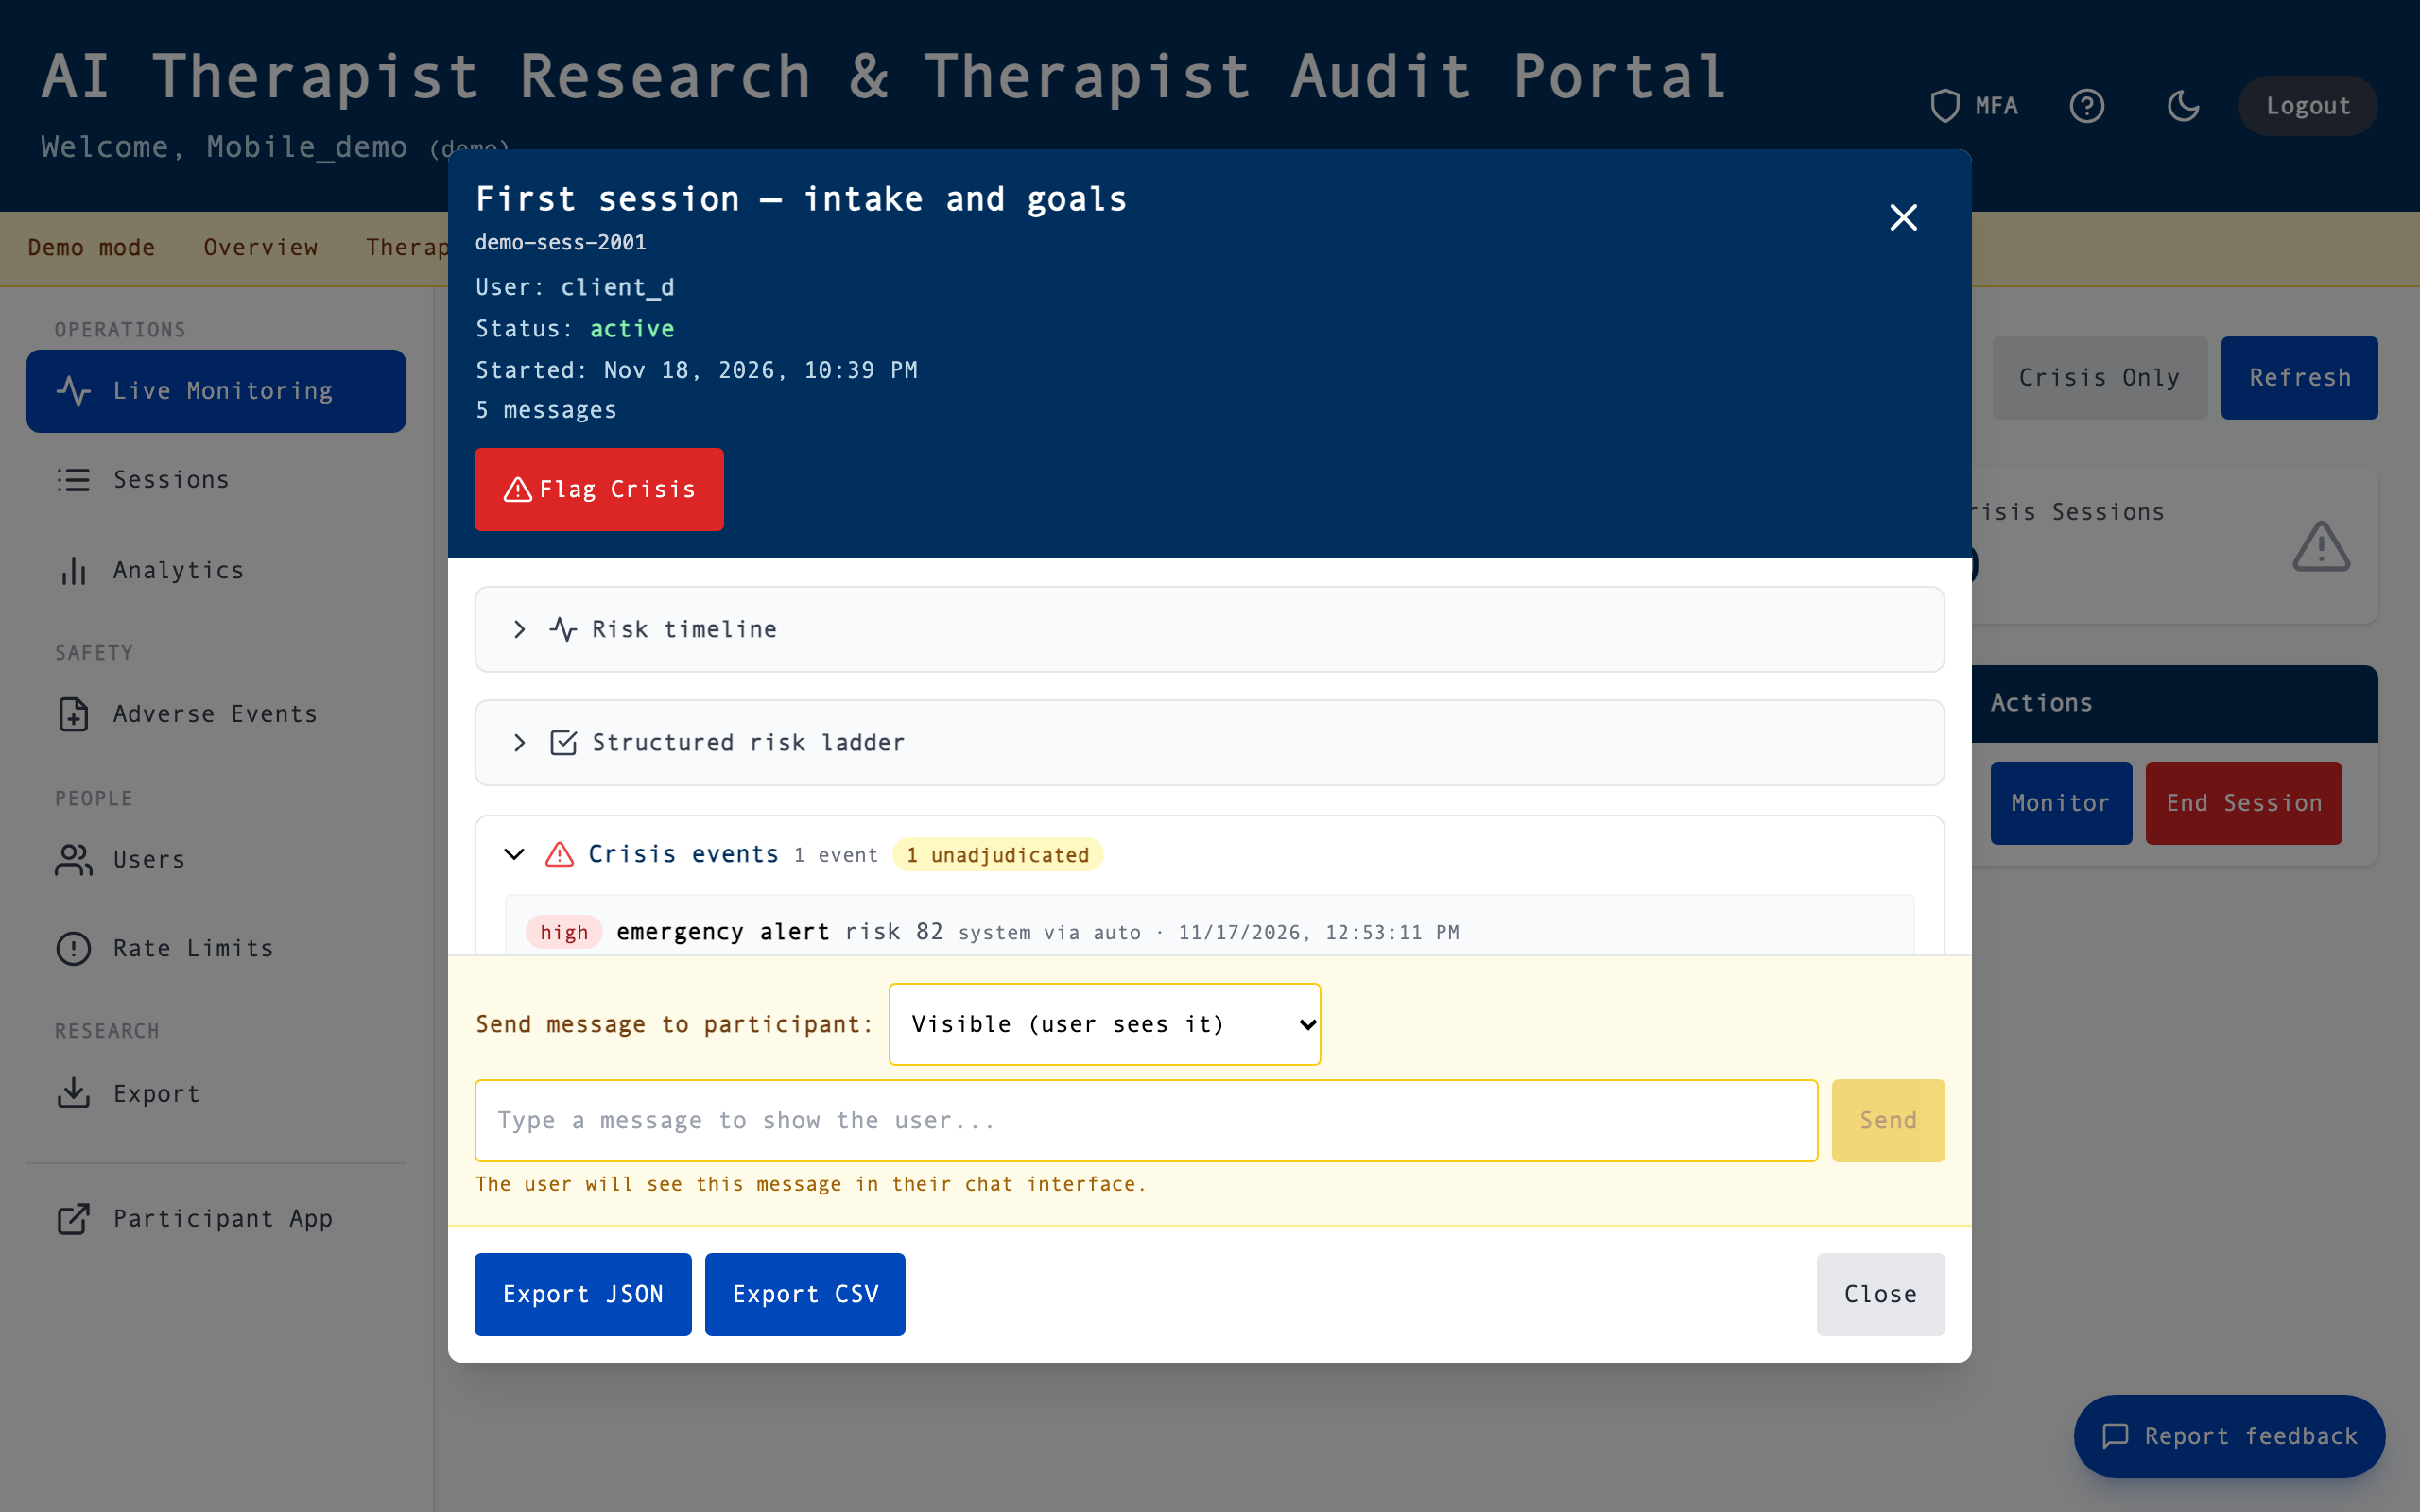 AI Therapist Research & Therapist Audit Portal
Welcome, Mobile_demo (demo)
MFA
Logout
Demo mode
Overview
OPERATIONS
Live Monitoring
Sessions
Analytics
SAFETY
Adverse Events
PEOPLE
Users
Rate Limits
RESEARCH
Export
Participant App
Crisis Only
Refresh
Sessions
Actions
Monitor
End Session
First session — intake and goals
demo-sess-2001
User: client_d
Status: active
Started: Nov 18, 2026, 10:39 PM
5 messages
Flag Crisis
Risk timeline
Structured risk ladder
Crisis events 1 event 1 unadjudicated
high emergency alert risk 82 system via auto · 11/17/2026, 12:53:11 PM
Send message to participant: Visible (user sees it)
Type a message to show the user...
Send
The user will see this message in their chat interface.
Export JSON
Export CSV
Close
Report feedback